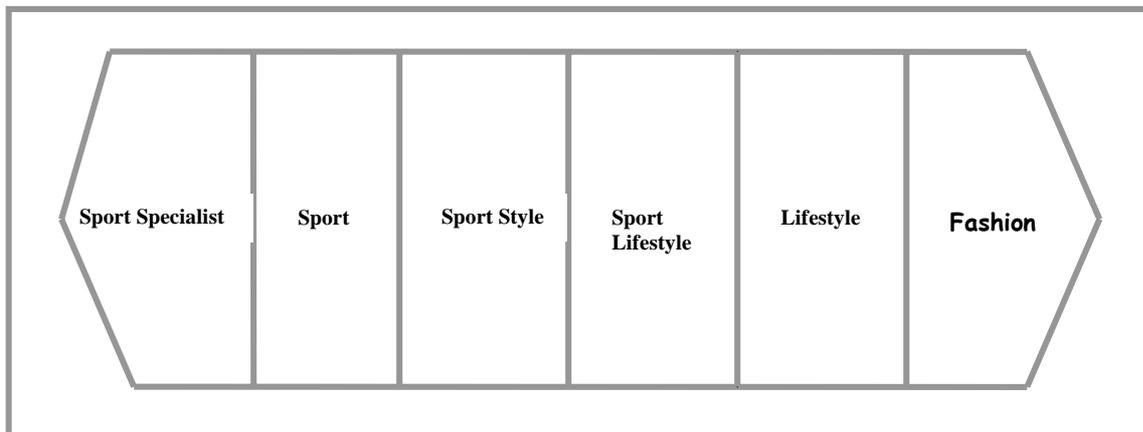 Sport Specialist
Sport
Sport Style
Sport
Lifestyle
Lifestyle
Fashion